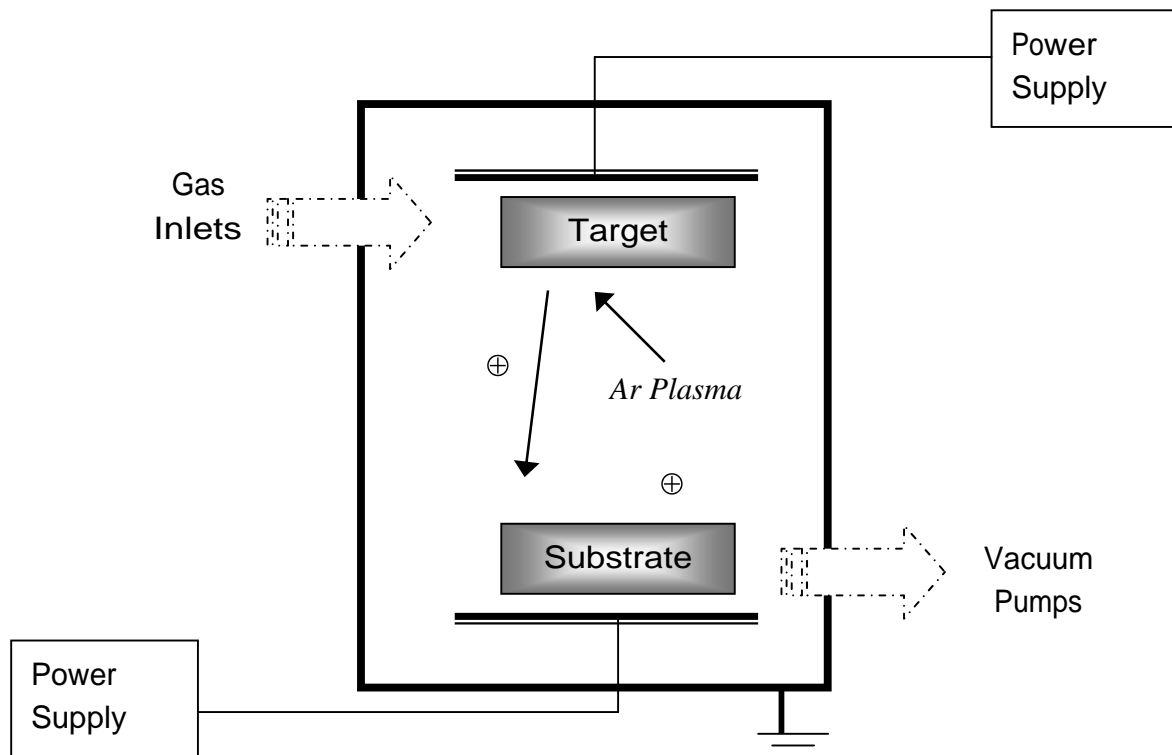 Power
Supply
Gas
Inlets
Target
Ar Plasma
Substrate
Vacuum
Pumps
Power
Supply